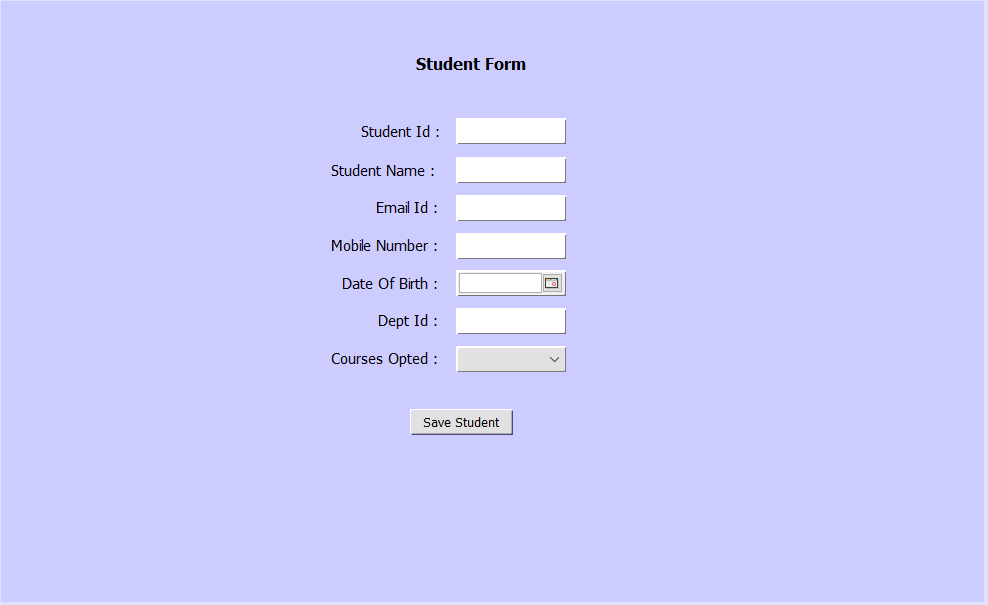 Student Form
Student Id :
Student Name :
Email Id :
Mobile Number :
Date Of Birth :
Dept Id :
Courses Opted :
Save Student